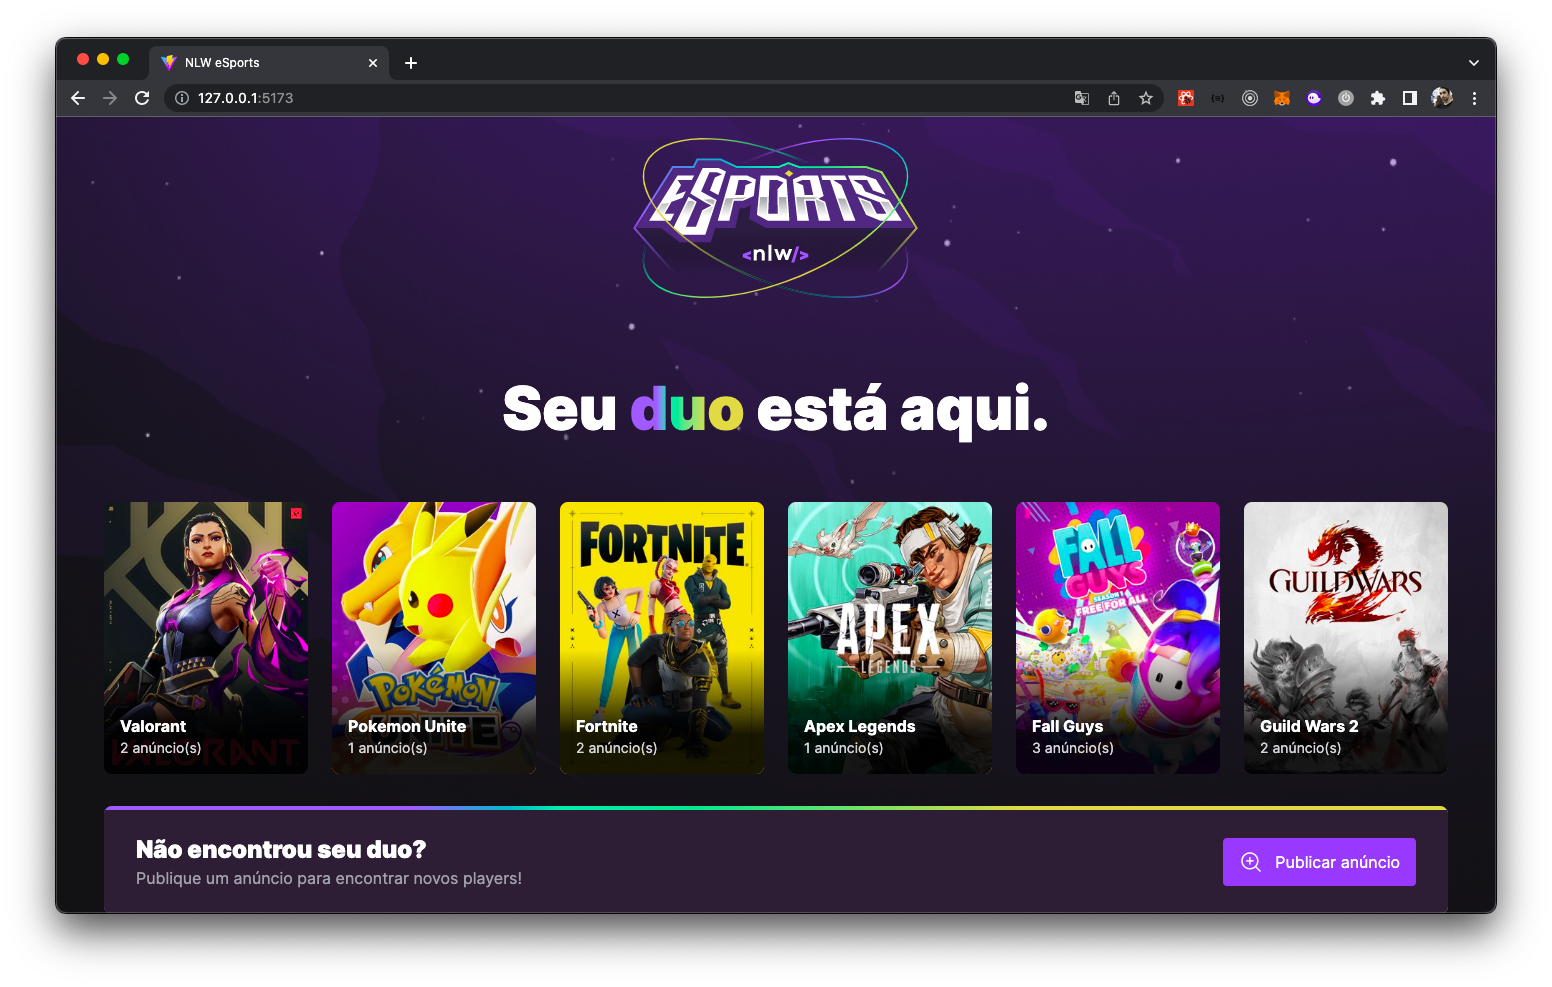 NLW eSports
127.0.0.1:5173
ESPORTS
<nlw/>
Seu duo está aqui.
FORTNITE
FALL
GUYS
SEASON 1
FREE FOR ALL
GUILD WARS
2
APEX
LEGENDS
POKÉMON
UNITE
VALORANT
Valorant
2 anúncio(s)
Pokemon Unite
1 anúncio(s)
Fortnite
2 anúncio(s)
Apex Legends
1 anúncio(s)
Fall Guys
3 anúncio(s)
Guild Wars 2
2 anúncio(s)
Não encontrou seu duo?
Publique um anúncio para encontrar novos players!
Publicar anúncio